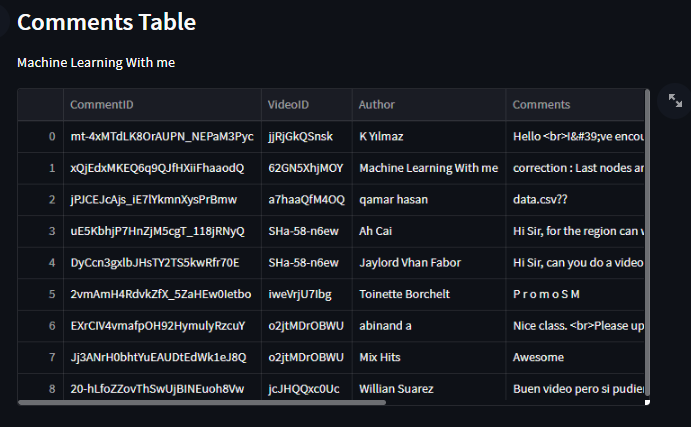 Comments Table
Machine Learning With me
CommentID VideoID Author Comments
0 mt-4xMTdLK8OrAUPN_NEPaM3Pyc jjRjGkQSnsk K Yılmaz Hello <br>I&#39;ve encou
1 xQjEdxMKEQ6q9QJfHXiiFhaaodQ 62GN5XhjMOY Machine Learning With me correction : Last nodes ar
2 jPJCEJcAjs_iE7lYkmnXysPrBmw a7haaQfM4OQ qamar hasan data.csv??
3 uE5KbhjP7HnZjM5cgT_118jRNyQ SHa-58-n6ew Ah Cai Hi Sir, for the region can v
4 DyCcn3gxlbJHsTY2TS5kwRfr70E SHa-58-n6ew Jaylord Vhan Fabor Hi Sir, can you do a video
5 2vmAmH4RdvkZfX_5ZaHEw0Ietbo iweVrjU7Ibg Toinette Borchelt P r o m o S M
6 EXrCIV4vmafpOH92HymulyRzcuY o2jtMDrOBWU abinand a Nice class. <br>Please up
7 Jj3ANrH0bhtYuEAUDtEdWk1eJ8Q o2jtMDrOBWU Mix Hits Awesome
8 20-hLfoZZovThSwUjBINEuoh8Vw jcJHQQxc0Uc Willian Suarez Buen video pero si pudier